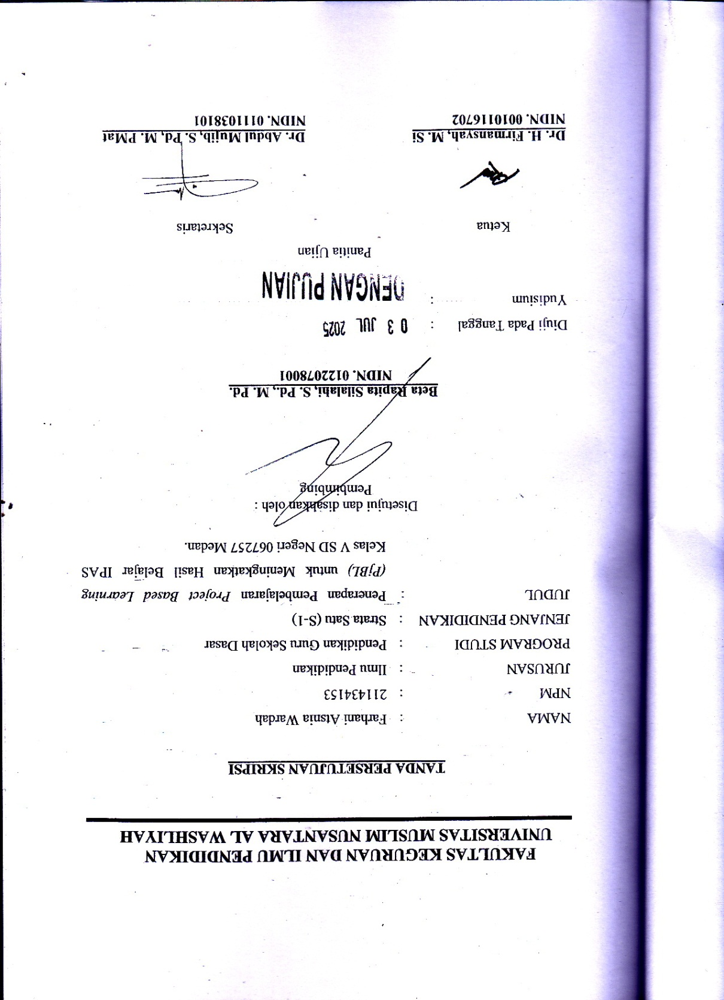 FAKULTAS KEGURUAN DAN ILMU PENDIDIKAN
UNIVERSITAS MUSLIM NUSANTARA AL WASHLIYAH
TANDA PERSETUJUAN SKRIPSI
NAMA : Farhani Atsnia Wardah
NPM : 211434153
JURUSAN : Ilmu Pendidikan
PROGRAM STUDI : Pendidikan Guru Sekolah Dasar
JENJANG PENDIDIKAN : Strata Satu (S-1)
JUDUL : Penerapan Pembelajaran Project Based Learning
(PjBL) untuk Meningkatkan Hasil Belajar IPAS
Kelas V SD Negeri 067257 Medan.
Disetujui dan disahkan oleh :
Pembimbing
Beta Rapita Silalahi, S. Pd., M. Pd.
NIDN. 0122078001
Diuji Pada Tanggal : 03 JUL 2025
Yudisium : DENGAN PUJIAN
Panitia Ujian
Ketua Sekretaris
Dr. H. Firmansyah, M. Si Dr. Abdul Mujib, S. Pd, M. PMat
NIDN. 0010116702 NIDN. 0111038101